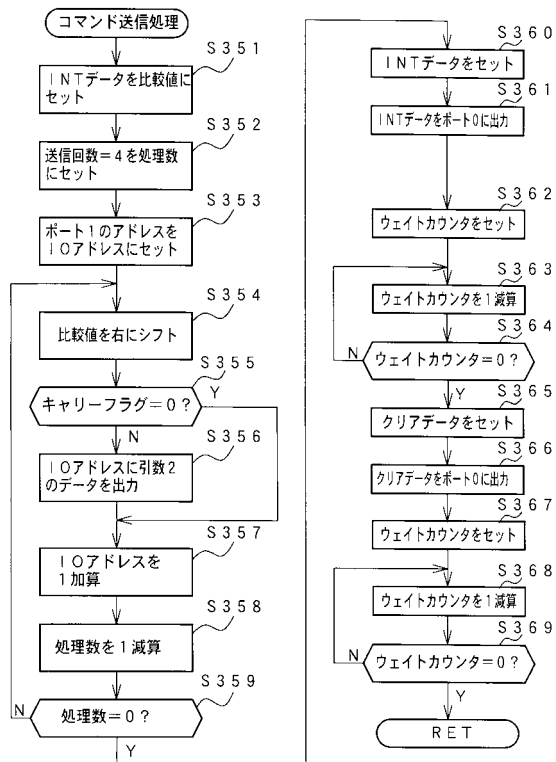 コマンド送信処理
S351
INTデータを比較値に
セット
S352
送信回数=4を処理数
にセット
S353
ポート1のアドレスを
IOアドレスにセット
S354
比較値を右にシフト
S355
キャリーフラグ=0?
Y
N
S356
IOアドレスに引数2
のデータを出力
S357
IOアドレスを
1加算
S358
処理数を1減算
S359
N
処理数=0?
Y
S360
INTデータをセット
S361
INTデータをポート0に出力
S362
ウェイトカウンタをセット
S363
ウェイトカウンタを1減算
S364
N
ウェイトカウンタ=0?
Y
S365
クリアデータをセット
S366
クリアデータをポート0に出力
S367
ウェイトカウンタをセット
S368
ウェイトカウンタを1減算
S369
N
ウェイトカウンタ=0?
Y
RET